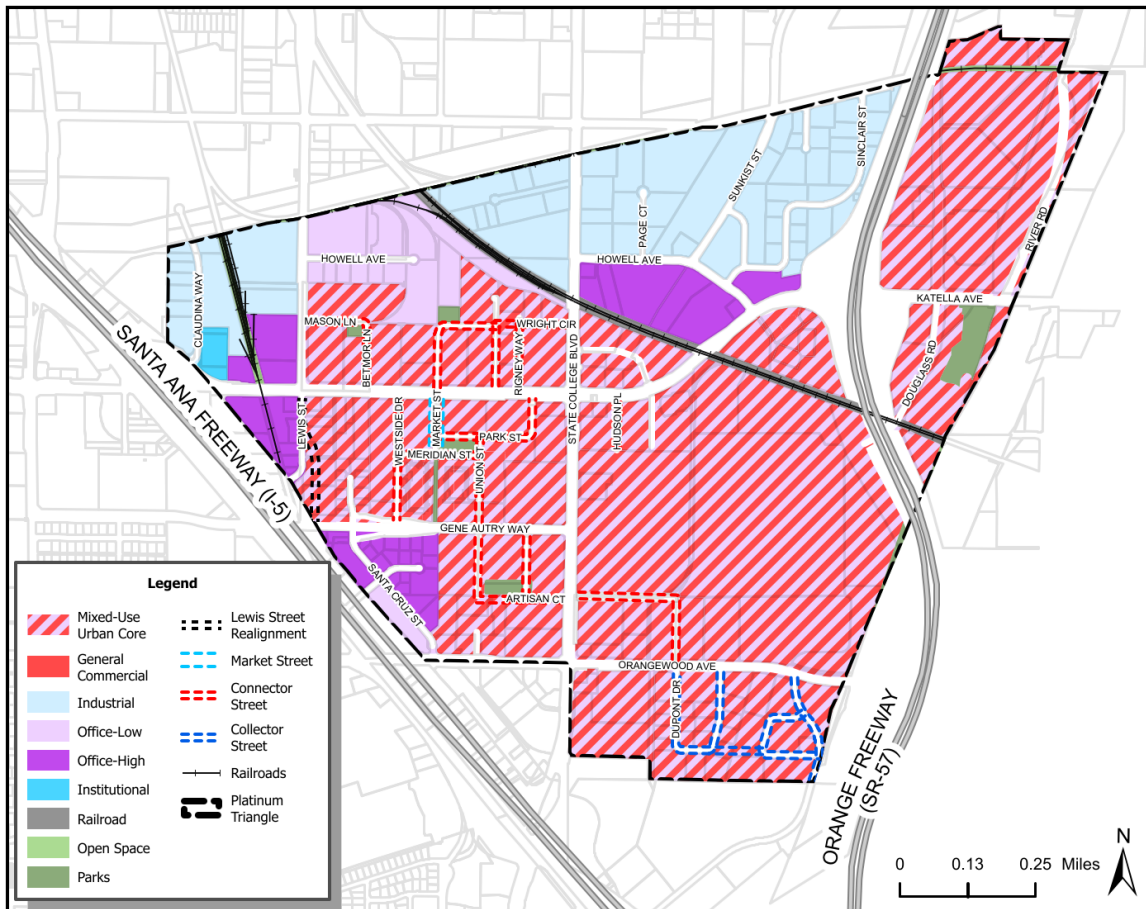 SINCLAIR ST
SUNKIST ST
PAGE CT
RIVER RD
HOWELL AVE
HOWELL AVE
CLAUDINA WAY
KATELLA AVE
MASON LN
WRIGHT CIR
BETMOR LN
RIGNEY WAY
STATE COLLEGE BLVD
DOUGLASS RD
SANTA ANA FREEWAY (I-5)
LEWIS ST
WESTSIDE DR
MARKET ST
HUDSON PL
PARK ST
MERIDIAN ST
UNION ST
GENE AUTRY WAY
SANTA CRUZ ST
ARTISAN CT
ORANGEWOOD AVE
DUPONT DR
ORANGE FREEWAY
(SR-57)
Legend
Mixed-Use
Urban Core
General
Commercial
Industrial
Office-Low
Office-High
Institutional
Railroad
Open Space
Parks
Lewis Street
Realignment
Market Street
Connector
Street
Collector
Street
Railroads
Platinum
Triangle
N
0 0.13 0.25 Miles